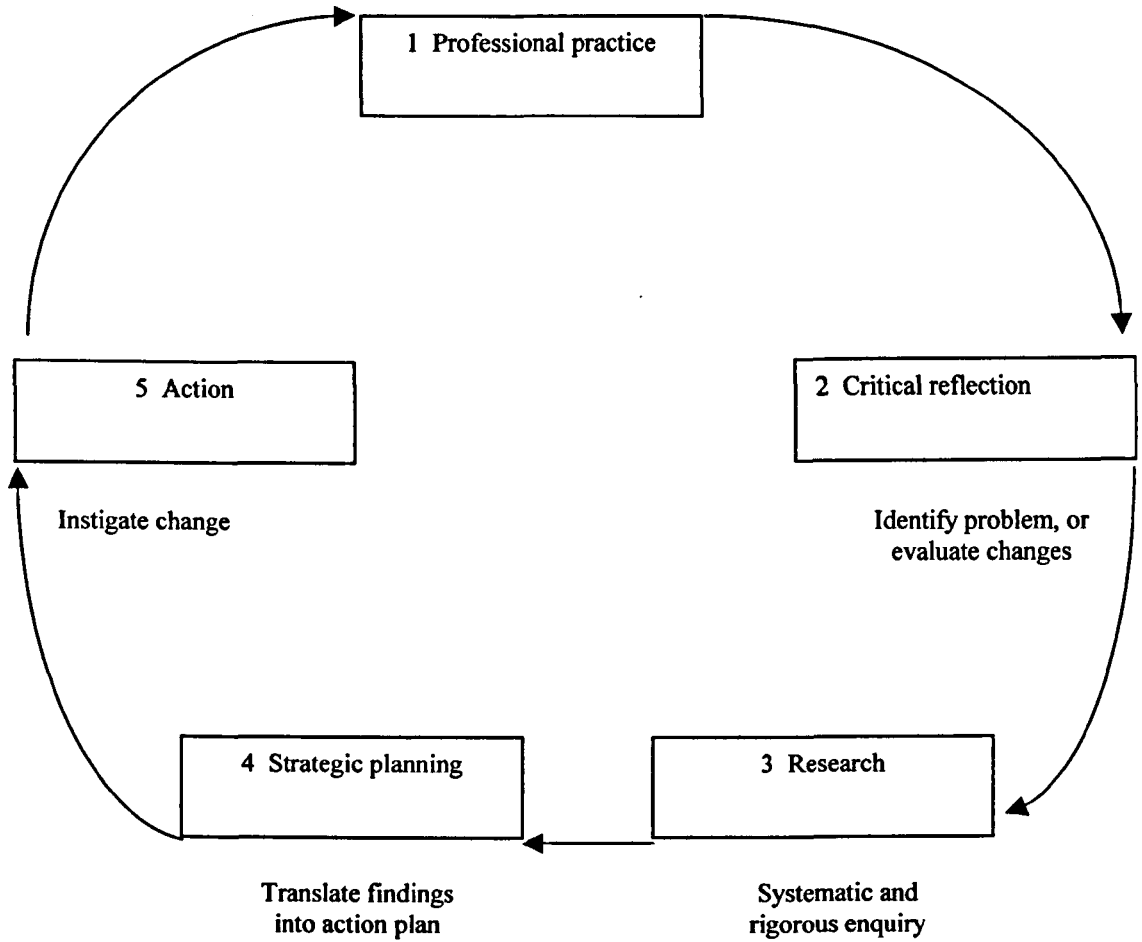 1 Professional practice
2 Critical reflection
Identify problem, or
evaluate changes
3 Research
Systematic and
rigorous enquiry
4 Strategic planning
Translate findings
into action plan
5 Action
Instigate change